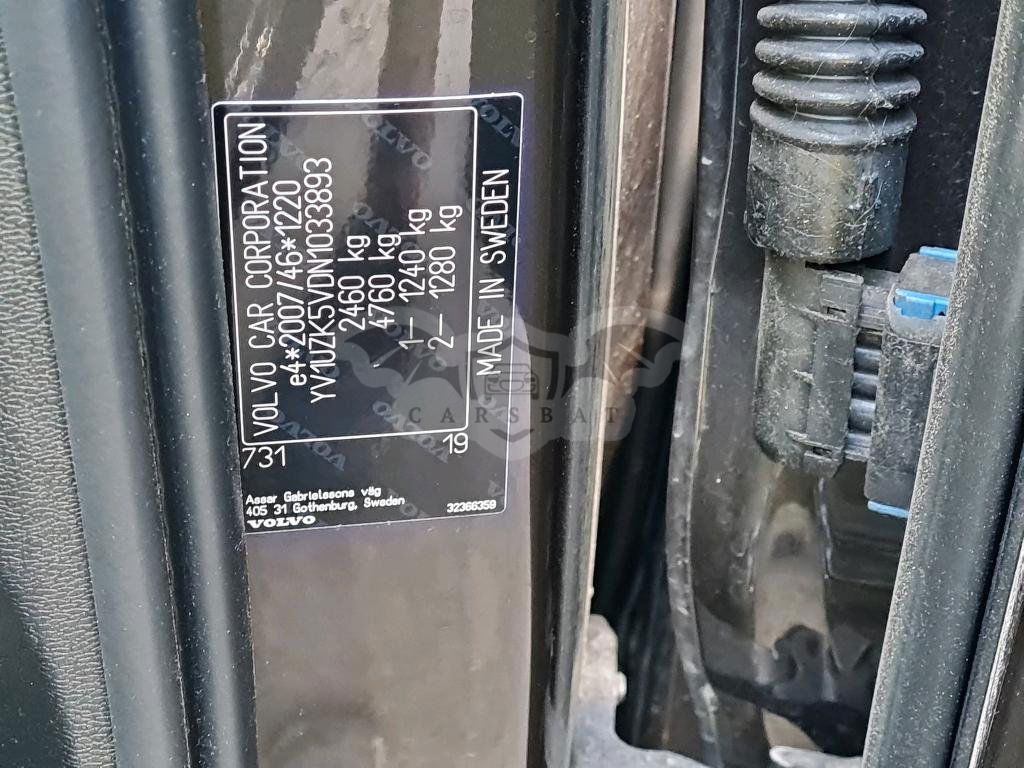 VOLVO CAR CORPORATION
e4*2007/46*1220
YV1UZK5VDN1033893
2460 kg
4760 kg
1— 1240 kg
2— 1280 kg
MADE IN SWEDEN
731 19
Assar Gabrielssons väg
405 31 Gothenburg, Sweden
VOLVO 32366359
CARSBAT